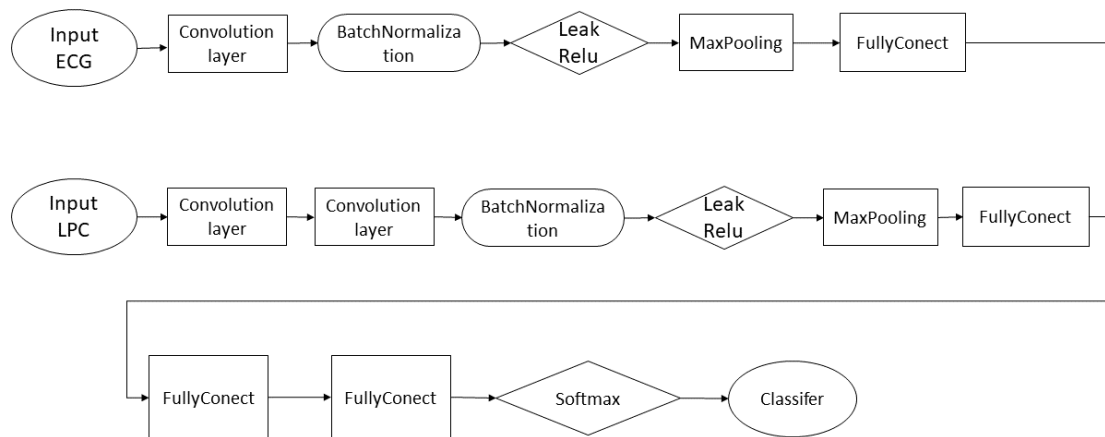 Input
ECG
Convolution
layer
BatchNormaliza
tion
Leak
Relu
MaxPooling
FullyConect
Input
LPC
Convolution
layer
Convolution
layer
BatchNormaliza
tion
Leak
Relu
MaxPooling
FullyConect
FullyConect
FullyConect
Softmax
Classifer